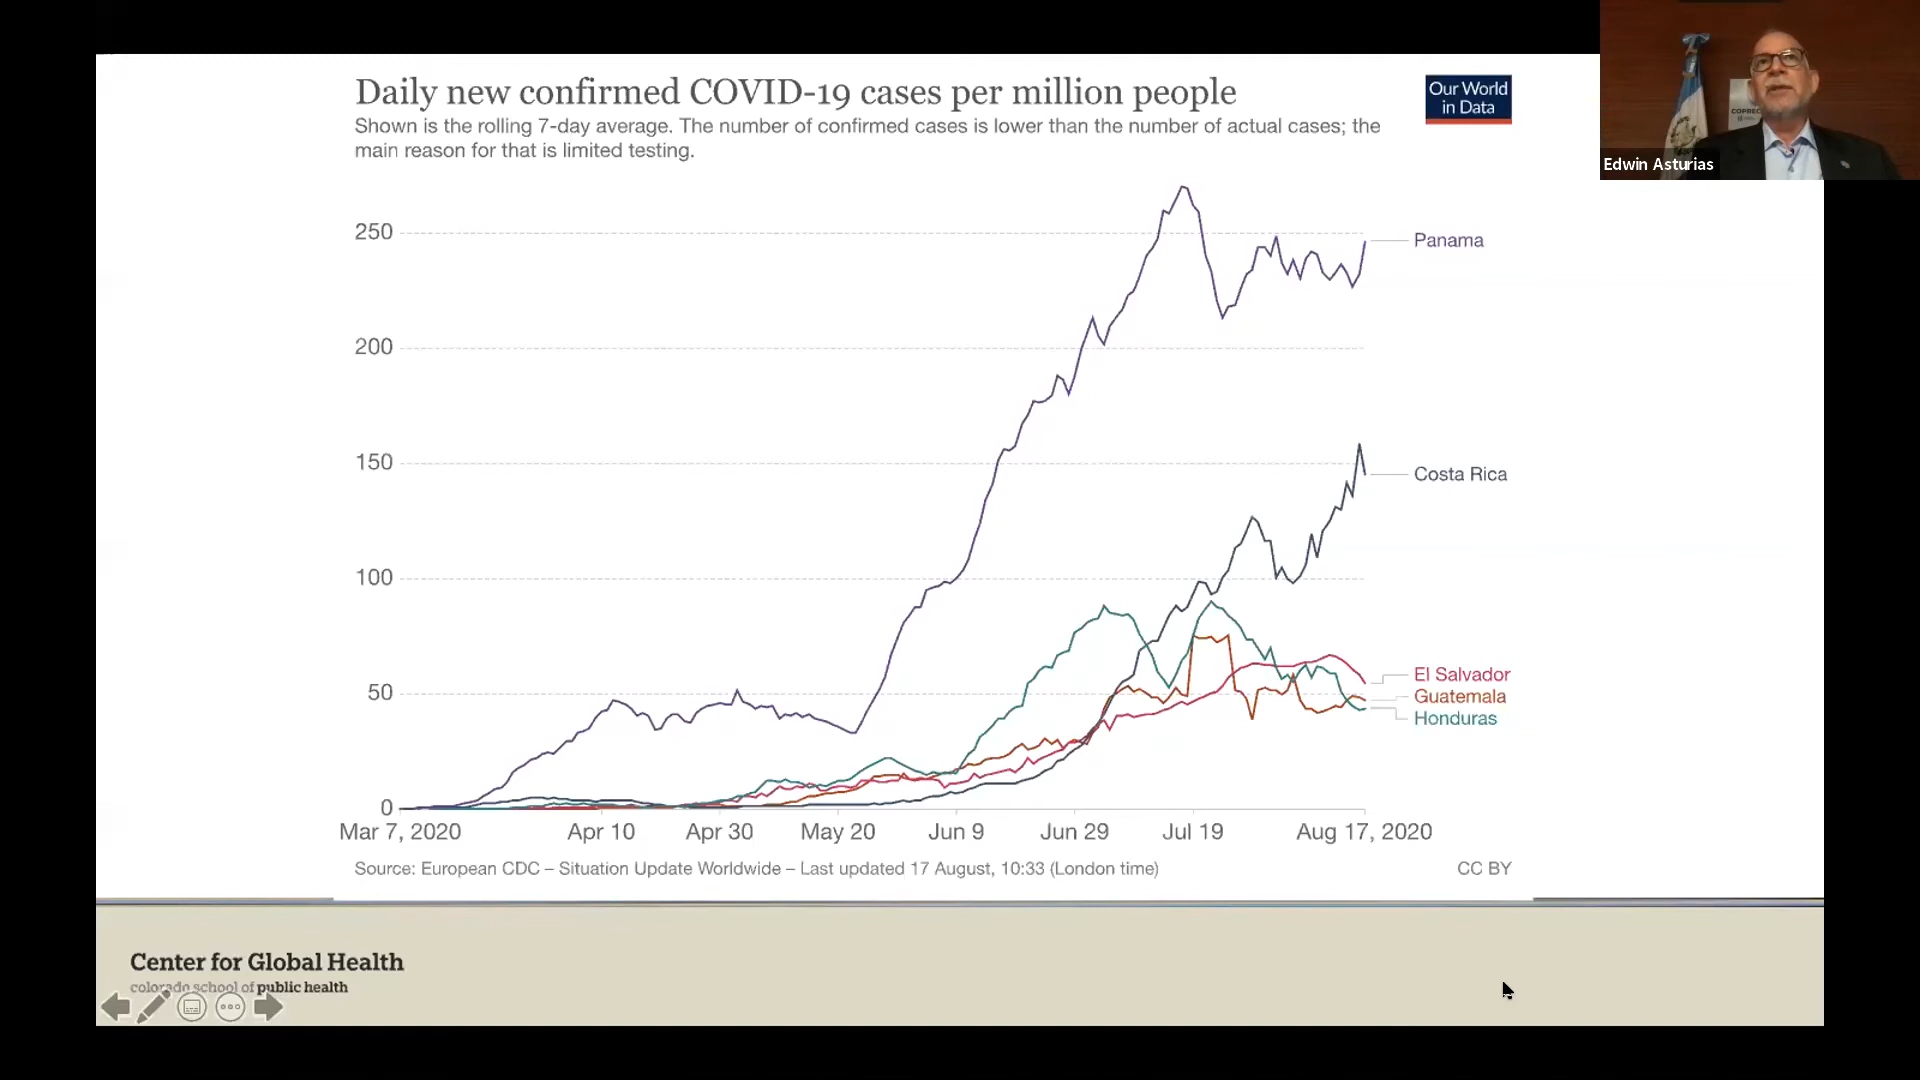 Daily new confirmed COVID-19 cases per million people
Shown is the rolling 7-day average. The number of confirmed cases is lower than the number of actual cases; the
main reason for that is limited testing.
Our World
in Data
Edwin Asturias
250
200
150
100
50
0
Panama
Costa Rica
El Salvador
Guatemala
Honduras
Mar 7, 2020
Apr 10
Apr 30
May 20
Jun 9
Jun 29
Jul 19
Aug 17, 2020
Source: European CDC – Situation Update Worldwide – Last updated 17 August, 10:33 (London time)
CC BY
Center for Global Health
colorado school of public health